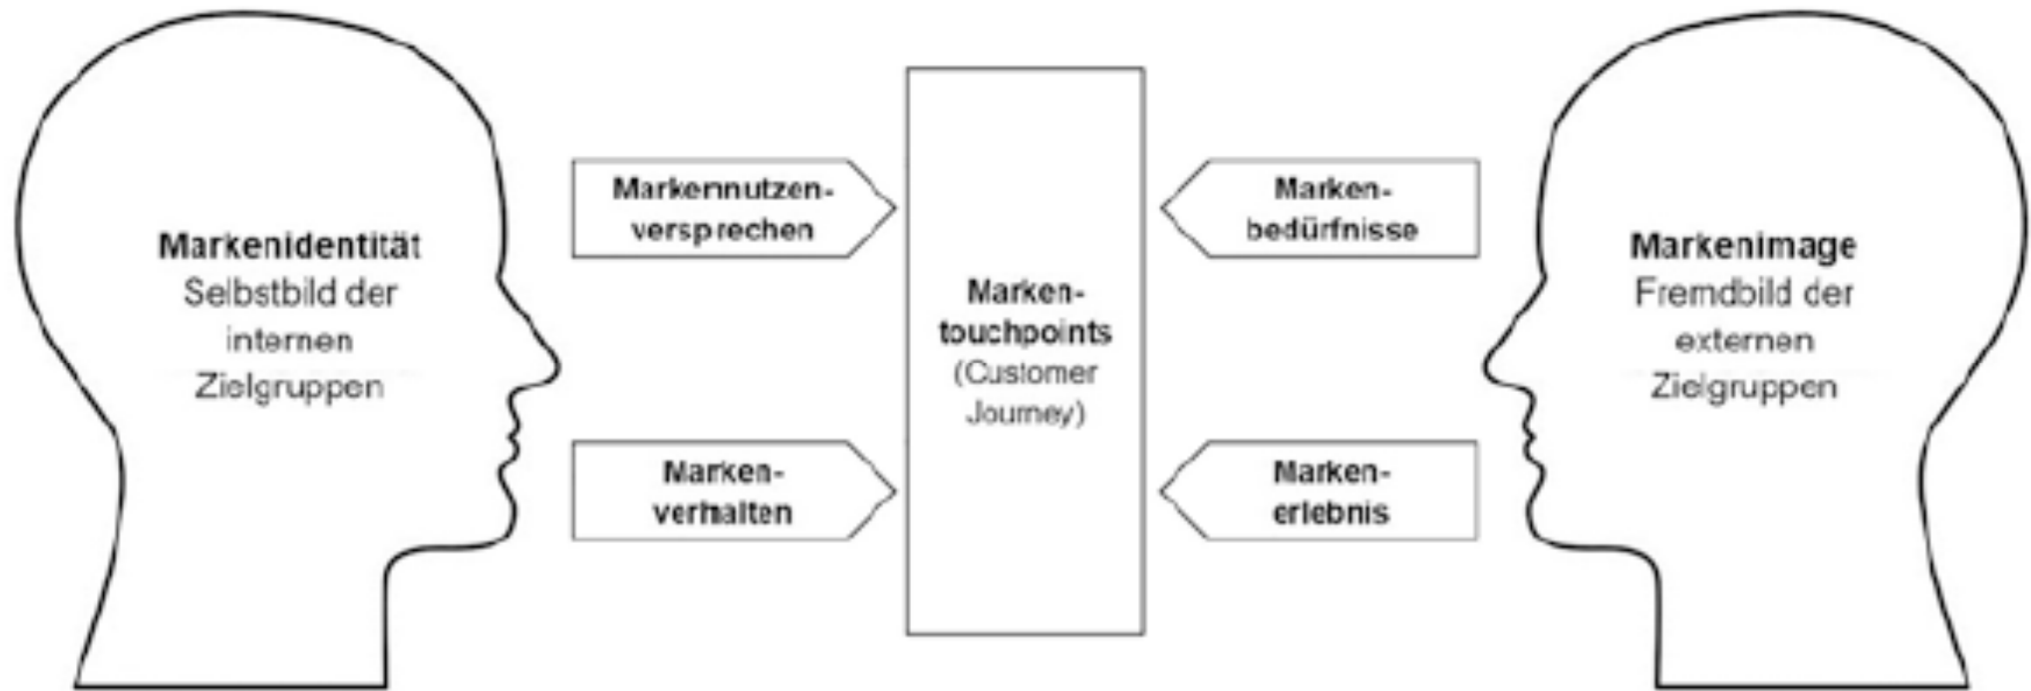 Markenidentität
Selbstbild der
internen
Zielgruppen
Markennutzen-
versprechen
Marken-
verhalten
Marken-
touchpoints
(Customer
Journey)
Marken-
bedürfnisse
Marken-
erlebnis
Markenimage
Fremdbild der
externen
Zielgruppen